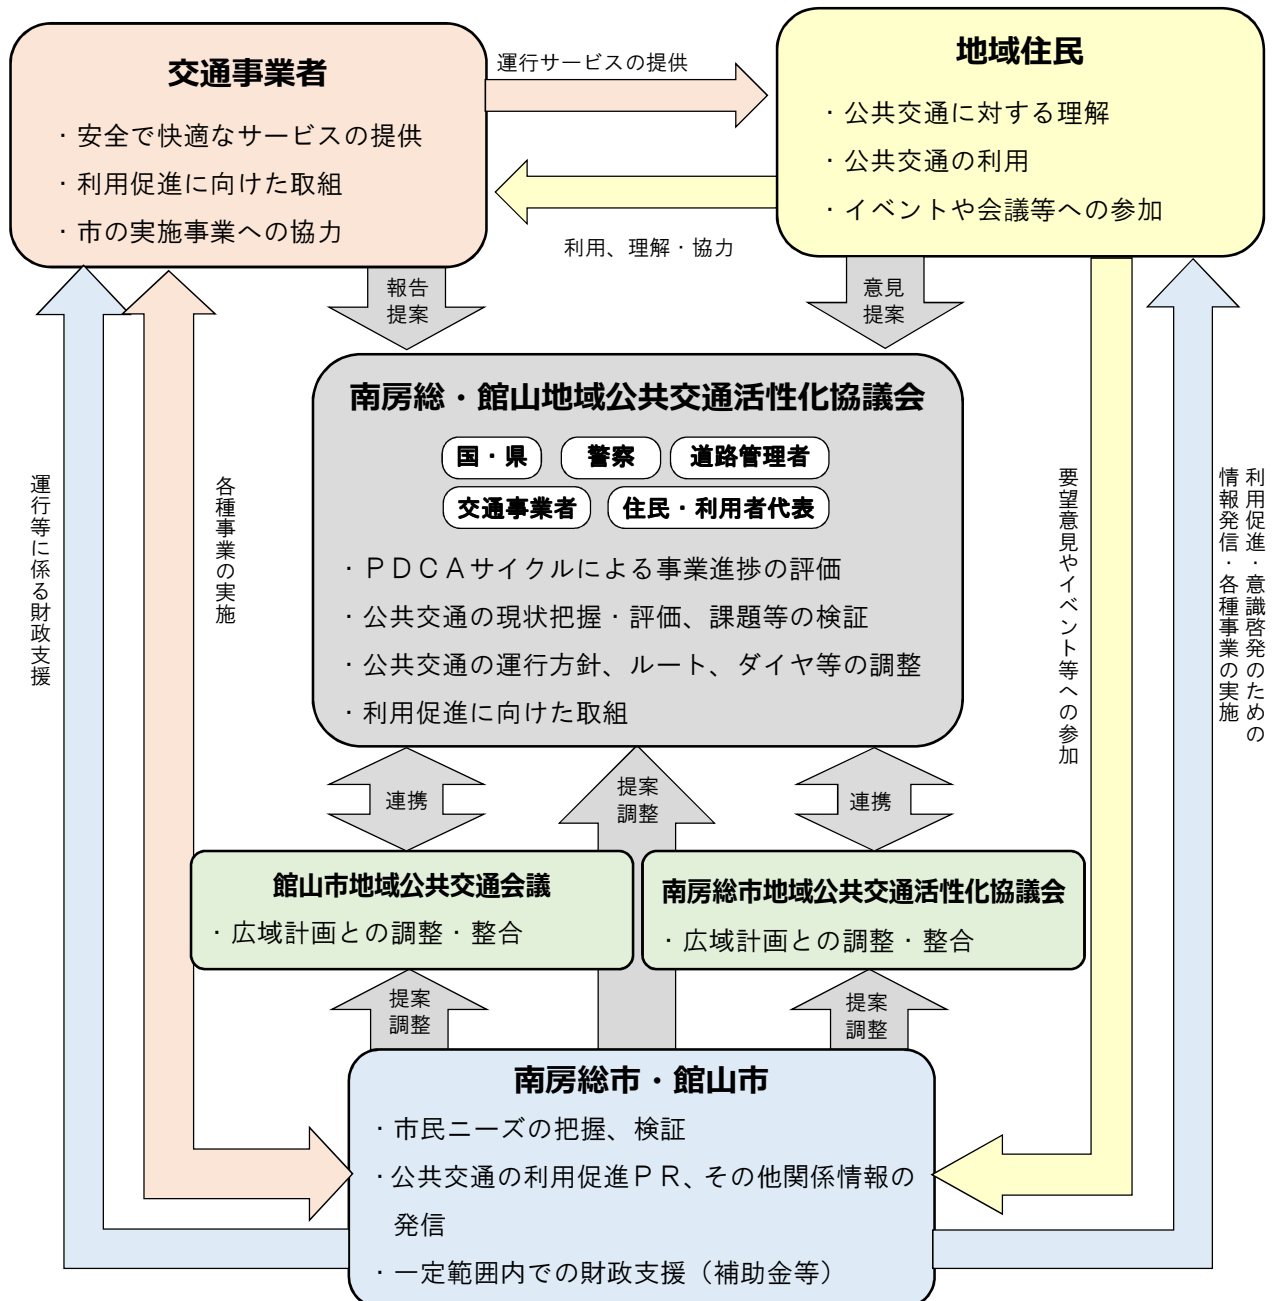 交通事業者
・安全で快適なサービスの提供
・利用促進に向けた取組
・市の実施事業への協力
運行サービスの提供
利用、理解・協力
地域住民
・公共交通に対する理解
・公共交通の利用
・イベントや会議等への参加
報告
提案
意見
提案
南房総・館山地域公共交通活性化協議会
国・県
警察
道路管理者
交通事業者
住民・利用者代表
・ＰＤＣＡサイクルによる事業進捗の評価
・公共交通の現状把握・評価、課題等の検証
・公共交通の運行方針、ルート、ダイヤ等の調整
・利用促進に向けた取組
運行等に係る財政支援
各種事業の実施
要望意見やイベント等への参加
利用促進・意識啓発のための
情報発信・各種事業の実施
連携
提案
調整
連携
館山市地域公共交通会議
・広域計画との調整・整合
南房総市地域公共交通活性化協議会
・広域計画との調整・整合
提案
調整
提案
調整
南房総市・館山市
・市民ニーズの把握、検証
・公共交通の利用促進ＰＲ、その他関係情報の
発信
・一定範囲内での財政支援（補助金等）